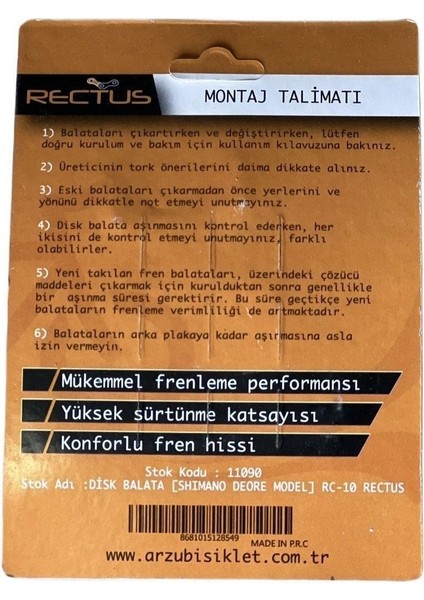 RECTUS
MONTAJ TALİMATI
1) Balataları çıkartırken ve değiştirirken, lütfen
doğru kurulum ve bakım için kullanım kılavuzuna bakınız.
2) Üreticinin tork önerilerini daima dikkate alınız.
3) Eski balataları çıkarmadan önce yerlerini ve
yönünü dikkatle not etmeyi unutmayınız.
4) Disk balata aşınmasını kontrol ederken, her
ikisini de kontrol etmeyi unutmayınız, farklı
olabilirler.
5) Yeni takılan fren balataları, üzerindeki çözücü
maddeleri çıkarmak için kurulduktan sonra genellikle
bir aşınma süresi gerektirir. Bu süre geçtikçe yeni
balataların frenleme verimliliği de artmaktadır.
6) Balataların arka plakaya kadar aşırmasına asla
izin vermeyin.
Mükemmel frenleme performansı
Yüksek sürtünme katsayısı
Konforlu fren hissi
Stok Kodu : 11090
Stok Adı :DİSK BALATA [SHIMANO DEORE MODEL] RC-10 RECTUS
8681015128549
MADE IN P.R.C
www.arzubisiklet.com.tr